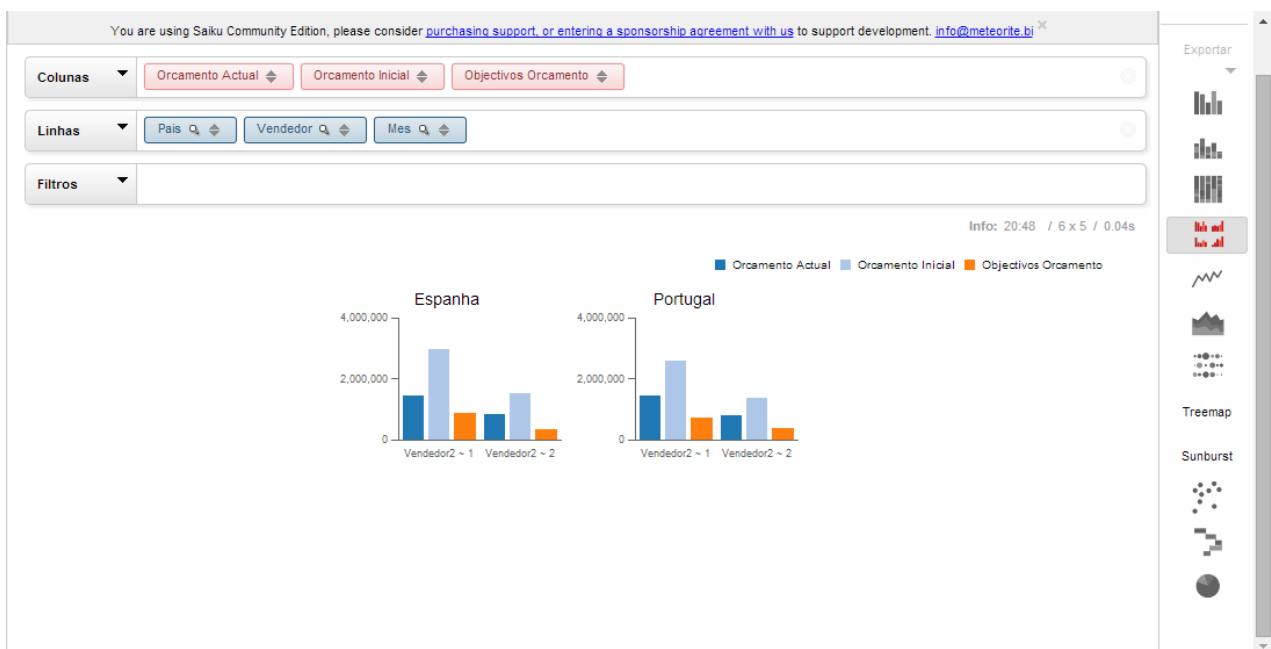 You are using Saiku Community Edition, please consider purchasing support, or entering a sponsorship agreement with us to support development. info@meteorite.bi ×
Exportar
Colunas Orcamento Actual Orcamento Inicial Objectivos Orcamento
Linhas Pais Vendedor Mes
Filtros
Info: 20:48 / 6 x 5 / 0.04s
Orcamento Actual Orcamento Inicial Objectivos Orcamento
Espanha Portugal
4,000,000 4,000,000
2,000,000 2,000,000
0 0
Vendedor2 ~ 1 Vendedor2 ~ 2 Vendedor2 ~ 1 Vendedor2 ~ 2
Treemap
Sunburst